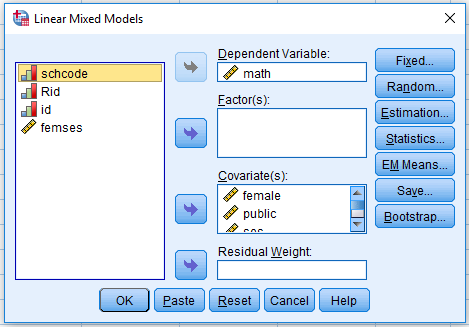 Linear Mixed Models
schcode
Rid
id
femses
Dependent Variable:
math
Factor(s):
Covariate(s):
female
public
ses
Residual Weight:
Fixed...
Random...
Estimation...
Statistics...
EM Means...
Save...
Bootstrap...
OK Paste Reset Cancel Help